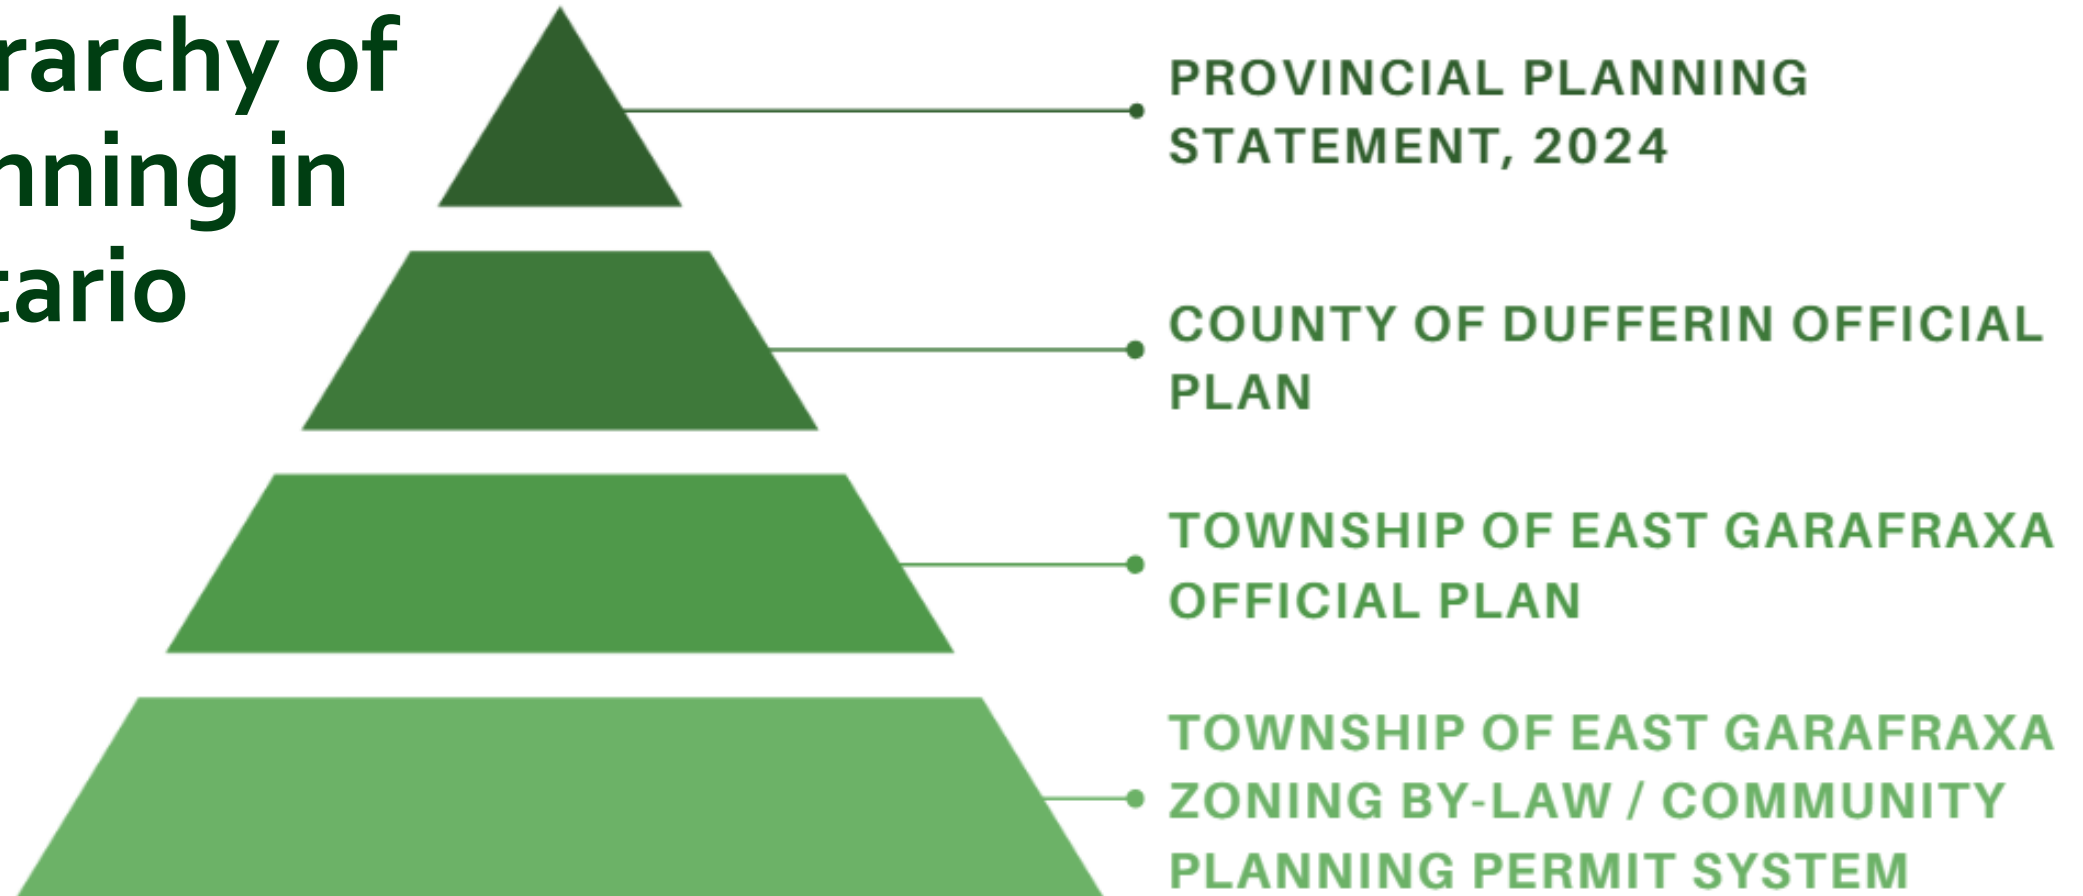 rarchy of
nning in
tario
PROVINCIAL PLANNING
STATEMENT, 2024
COUNTY OF DUFFERIN OFFICIAL
PLAN
TOWNSHIP OF EAST GARAFRAXA
OFFICIAL PLAN
TOWNSHIP OF EAST GARAFRAXA
ZONING BY-LAW / COMMUNITY
PLANNING PERMIT SYSTEM